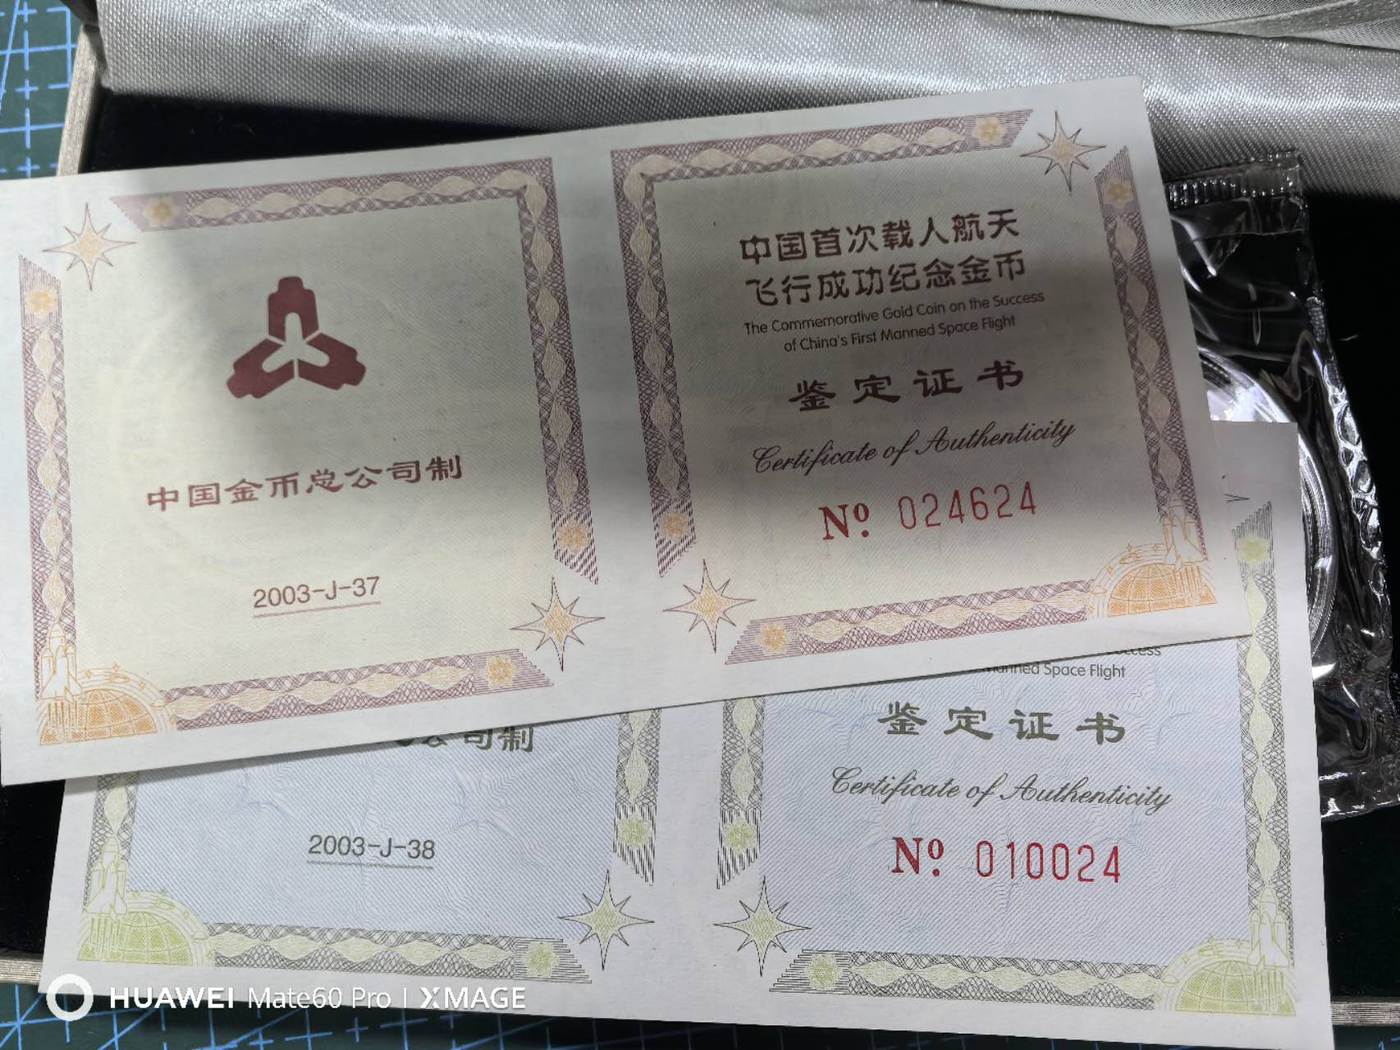 中国金币总公司制
2003-J-37
中国首次载人航天
飞行成功纪念金币
The Commemorative Gold Coin on the Success
of China's First Manned Space Flight
鉴定证书
Certificate of Authenticity
Nº 024624
公司制
2003-J-38
Manned Space Flight
鉴定证书
Certificate of Authenticity
Nº 010024
HUAWEI Mate60 Pro | XMAGE